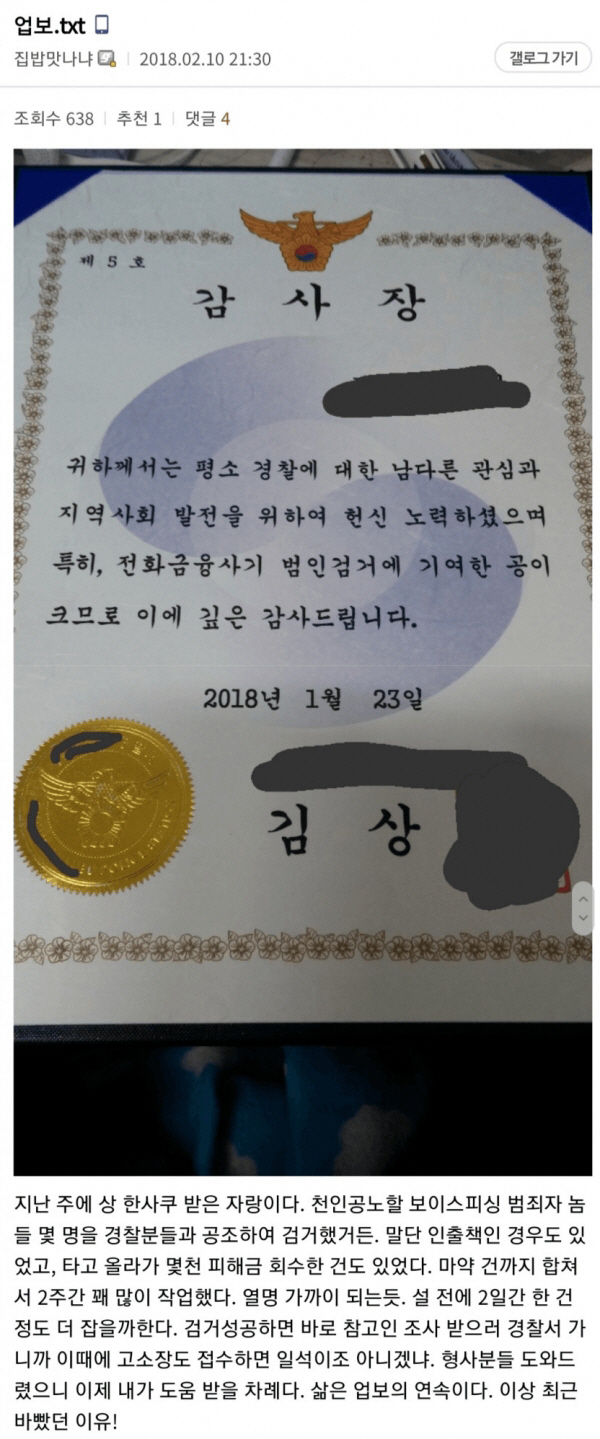 업보.txt
집밥맛나냐 2018.02.10 21:30
갤로그 가기
조회수 638 추천 1 댓글 4
제 5 호
감 사 장
귀하께서는 평소 경찰에 대한 남다른 관심과
지역사회 발전을 위하여 헌신 노력하셨으며
특히, 전화금융사기 범인검거에 기여한 공이
크므로 이에 깊은 감사드립니다.
2018년 1월 23일
김 상
지난 주에 상 한사쿠 받은 자랑이다. 천인공노할 보이스피싱 범죄자 놈
들 몇 명을 경찰분들과 공조하여 검거했거든. 말단 인출책인 경우도 있
었고, 타고 올라가 몇천 피해금 회수한 건도 있었다. 마약 건까지 합쳐
서 2주간 꽤 많이 작업했다. 열명 가까이 되는듯. 설 전에 2일간 한 건
정도 더 잡을까한다. 검거성공하면 바로 참고인 조사 받으러 경찰서 가
니까 이때에 고소장도 접수하면 일석이조 아니겠냐. 형사분들 도와드
렸으니 이제 내가 도움 받을 차례다. 삶은 업보의 연속이다. 이상 최근
바빴던 이유!